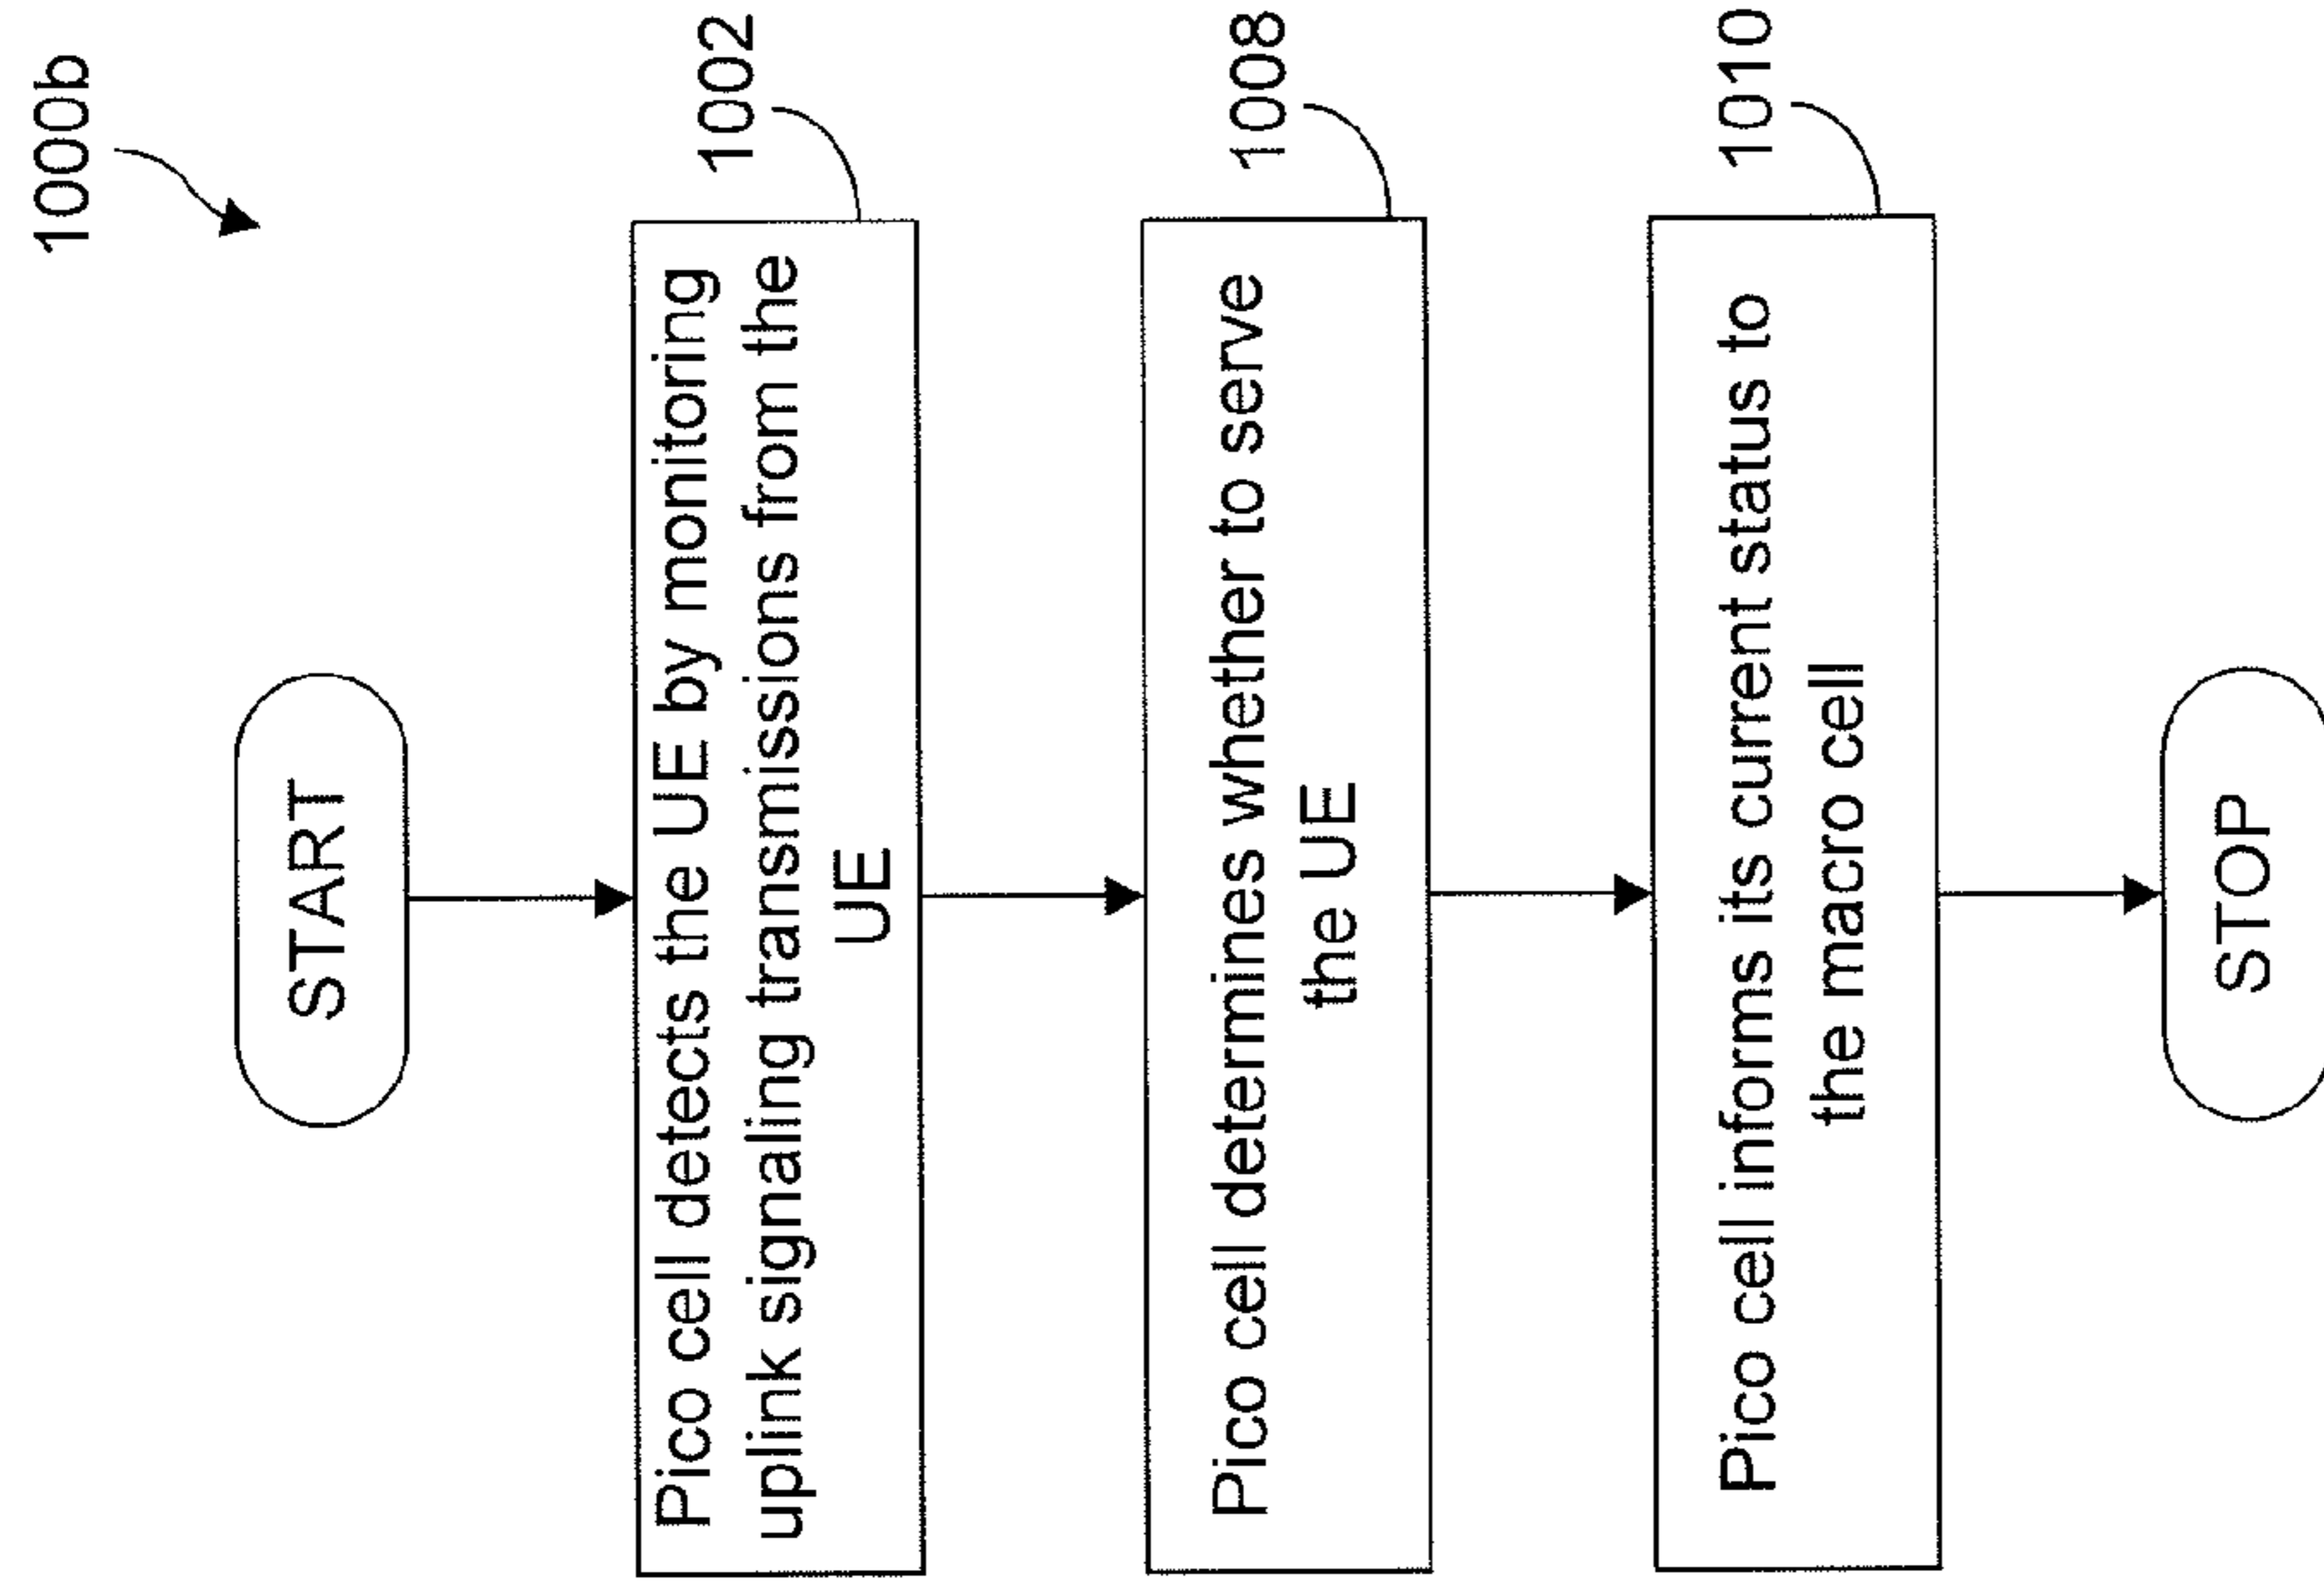 1000b
START
Pico cell detects the UE by monitoring
uplink signaling transmissions from the
UE
1002
Pico cell determines whether to serve
the UE
1008
Pico cell informs its current status to
the macro cell
1010
STOP